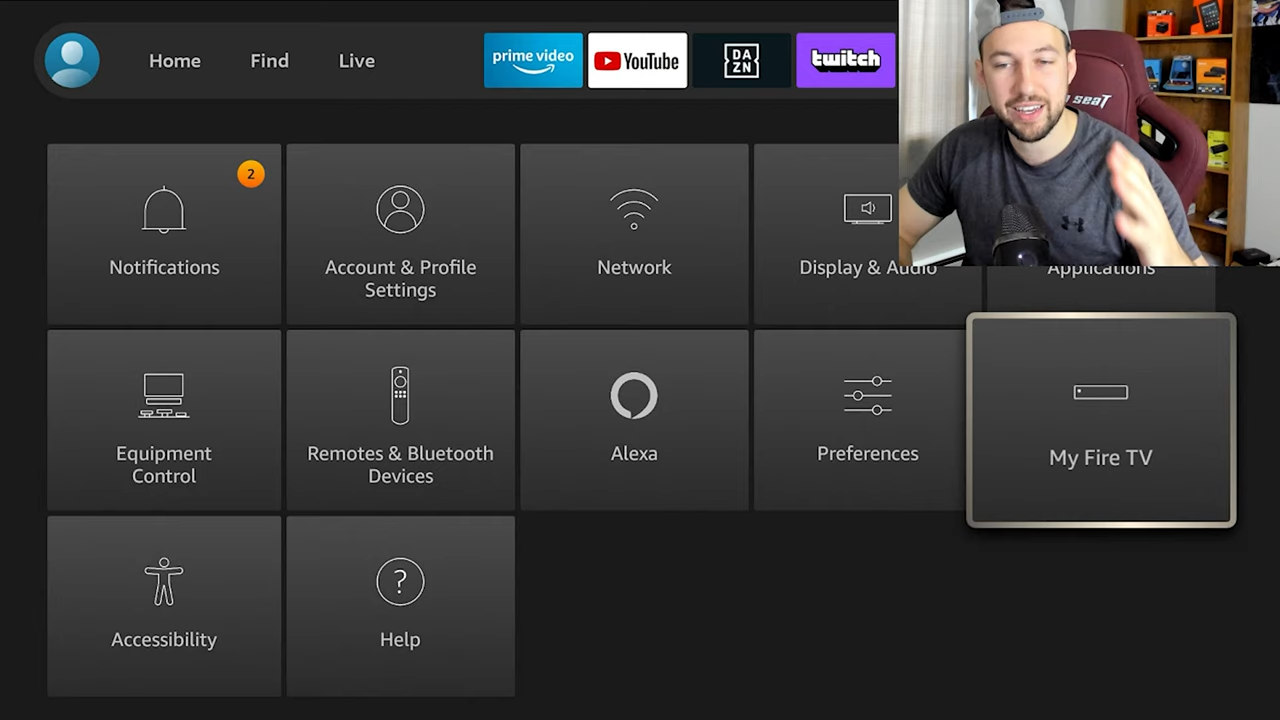 Home Find Live prime video YouTube DAZN twitch
2
Notifications
Account & Profile
Settings
Network
Display & Audio
Applications
Equipment
Control
Remotes & Bluetooth
Devices
Alexa
Preferences
My Fire TV
Accessibility
? 
Help
seaT